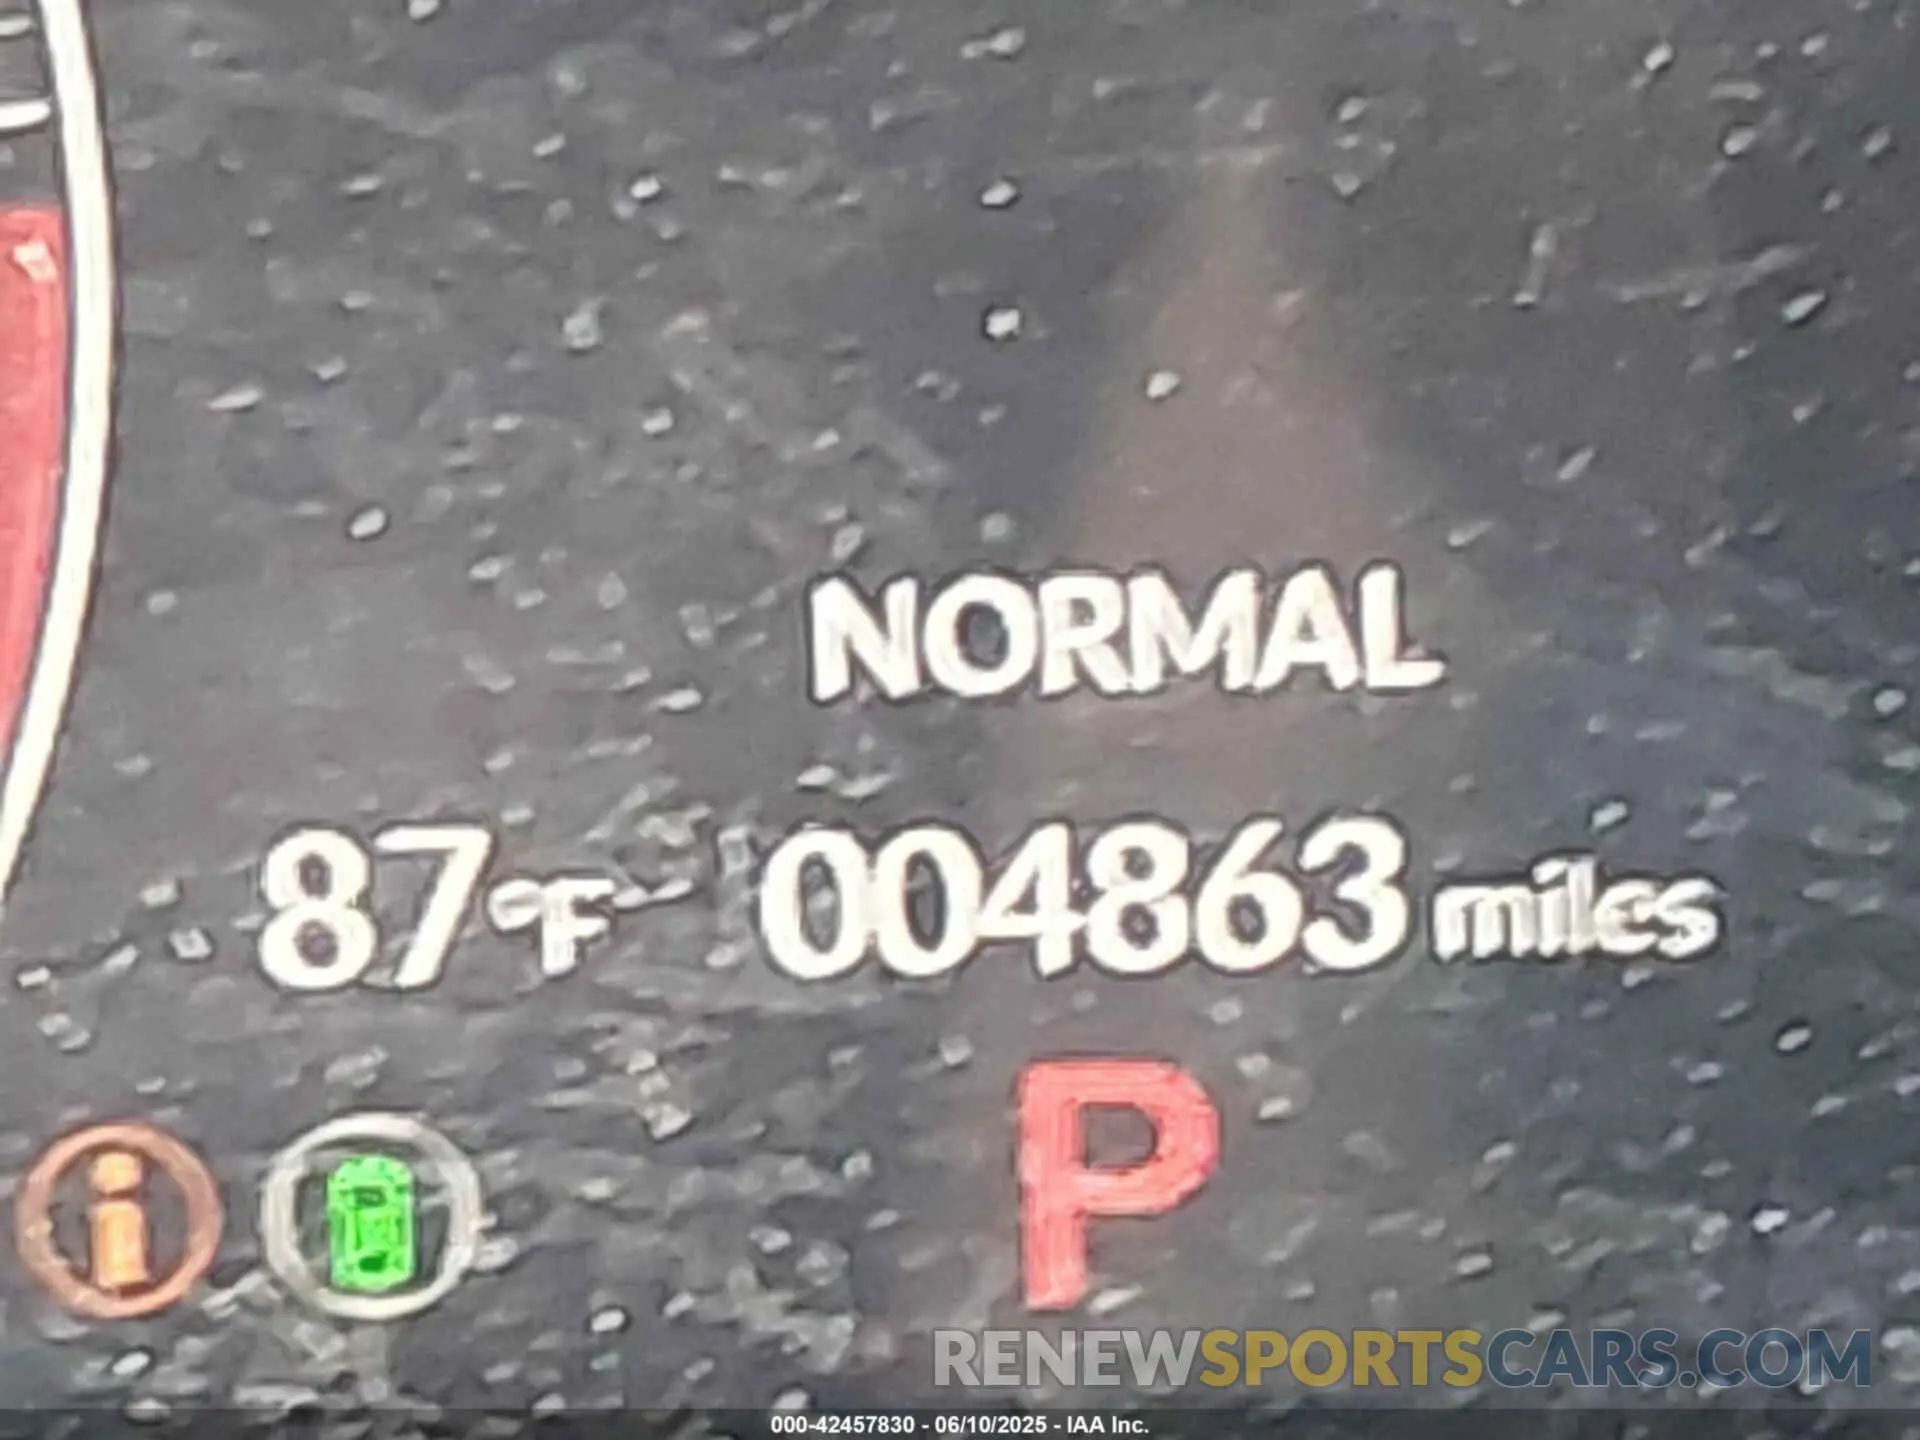 NORMAL
87°F 004863 miles
P
RENEWSPORTSCARS.COM
000-42457830 - 06/10/2025 - IAA Inc.